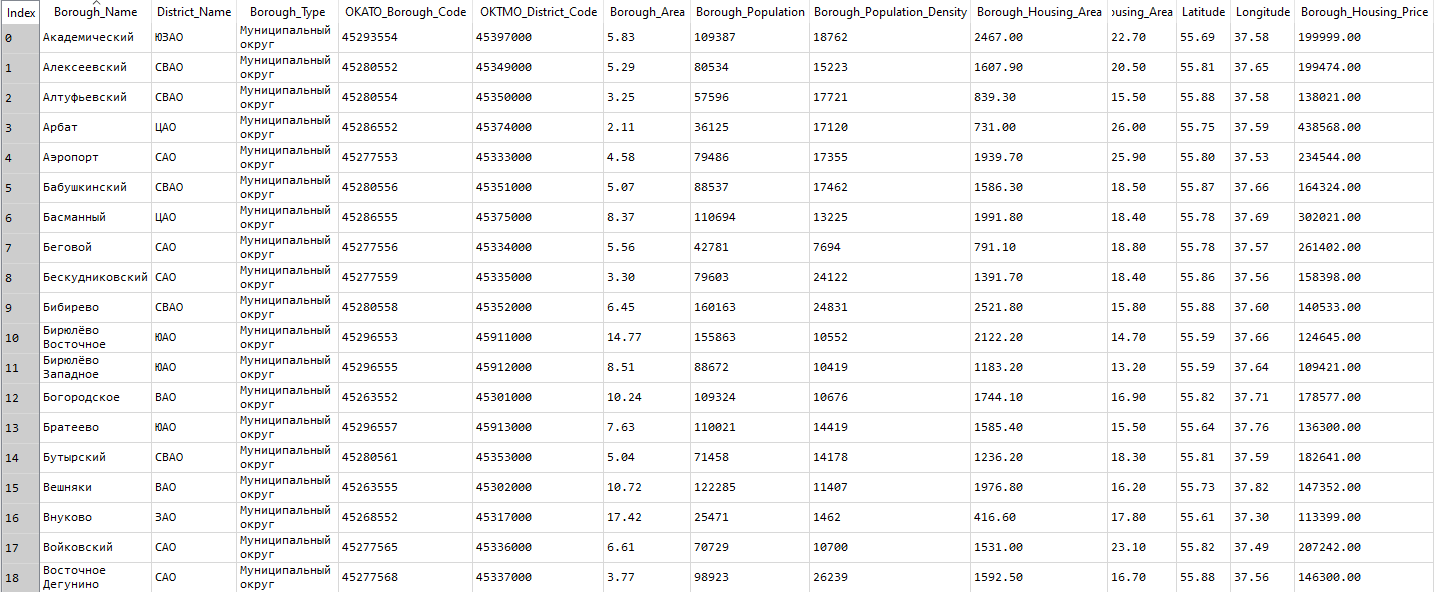 Index Borough_Name District_Name Borough_Type OKATO_Borough_Code OKTMO_District_Code Borough_Area Borough_Population Borough_Population_Density Borough_Housing_Area ousing_Area Latitude Longitude Borough_Housing_Price
0 Академический ЮЗАО Муниципальный округ 45293554 45397000 5.83 109387 18762 2467.00 22.70 55.69 37.58 199999.00
1 Алексеевский СВАО Муниципальный округ 45280552 45349000 5.29 80534 15223 1607.90 20.50 55.81 37.65 199474.00
2 Алтуфьевский СВАО Муниципальный округ 45280554 45350000 3.25 57596 17721 839.30 15.50 55.88 37.58 138021.00
3 Арбат ЦАО Муниципальный округ 45286552 45374000 2.11 36125 17120 731.00 26.00 55.75 37.59 438568.00
4 Аэропорт САО Муниципальный округ 45277553 45333000 4.58 79486 17355 1939.70 25.90 55.80 37.53 234544.00
5 Бабушкинский СВАО Муниципальный округ 45280556 45351000 5.07 88537 17462 1586.30 18.50 55.87 37.66 164324.00
6 Басманный ЦАО Муниципальный округ 45286555 45375000 8.37 110694 13225 1991.80 18.40 55.78 37.69 302021.00
7 Беговой САО Муниципальный округ 45277556 45334000 5.56 42781 7694 791.10 18.80 55.78 37.57 261402.00
8 Бескудниковский САО Муниципальный округ 45277559 45335000 3.30 79603 24122 1391.70 18.40 55.86 37.56 158398.00
9 Бибирево СВАО Муниципальный округ 45280558 45352000 6.45 160163 24831 2521.80 15.80 55.88 37.60 140533.00
10 Бирюлёво Восточное ЮАО Муниципальный округ 45296553 45911000 14.77 155863 10552 2122.20 14.70 55.59 37.66 124645.00
11 Бирюлёво Западное ЮАО Муниципальный округ 45296555 45912000 8.51 88672 10419 1183.20 13.20 55.59 37.64 109421.00
12 Богородское ВАО Муниципальный округ 45263552 45301000 10.24 109324 10676 1744.10 16.90 55.82 37.71 178577.00
13 Братеево ЮАО Муниципальный округ 45296557 45913000 7.63 110021 14419 1585.40 15.50 55.64 37.76 136300.00
14 Бутырский СВАО Муниципальный округ 45280561 45353000 5.04 71458 14178 1236.20 18.30 55.81 37.59 182641.00
15 Вешняки ВАО Муниципальный округ 45263555 45302000 10.72 122285 11407 1976.80 16.20 55.73 37.82 147352.00
16 Внуково ЗАО Муниципальный округ 45268552 45317000 17.42 25471 1462 416.60 17.80 55.61 37.30 113399.00
17 Войковский САО Муниципальный округ 45277565 45336000 6.61 70729 10700 1531.00 23.10 55.82 37.49 207242.00
18 Восточное Дегунино САО Муниципальный округ 45277568 45337000 3.77 98923 26239 1592.50 16.70 55.88 37.56 146300.00